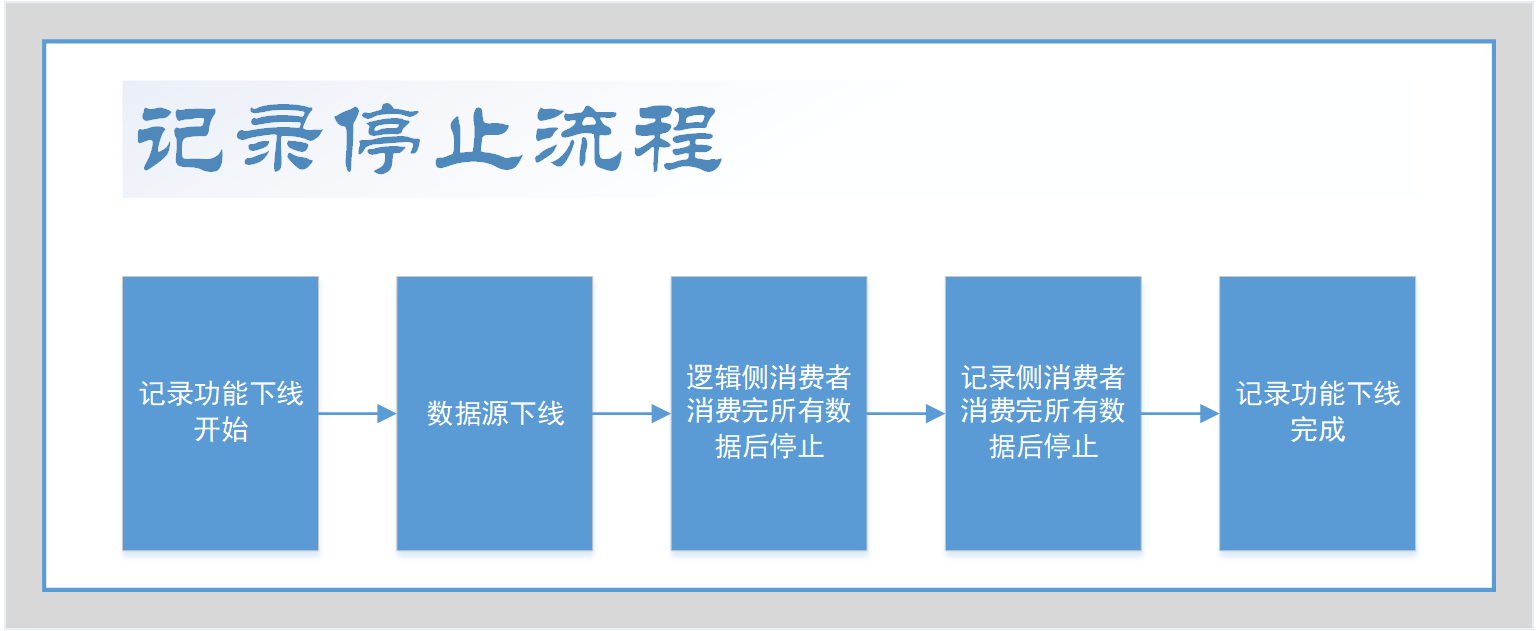 记录停止流程
记录功能下线
开始
数据源下线
逻辑侧消费者
消费完所有数
据后停止
记录侧消费者
消费完所有数
据后停止
记录功能下线
完成